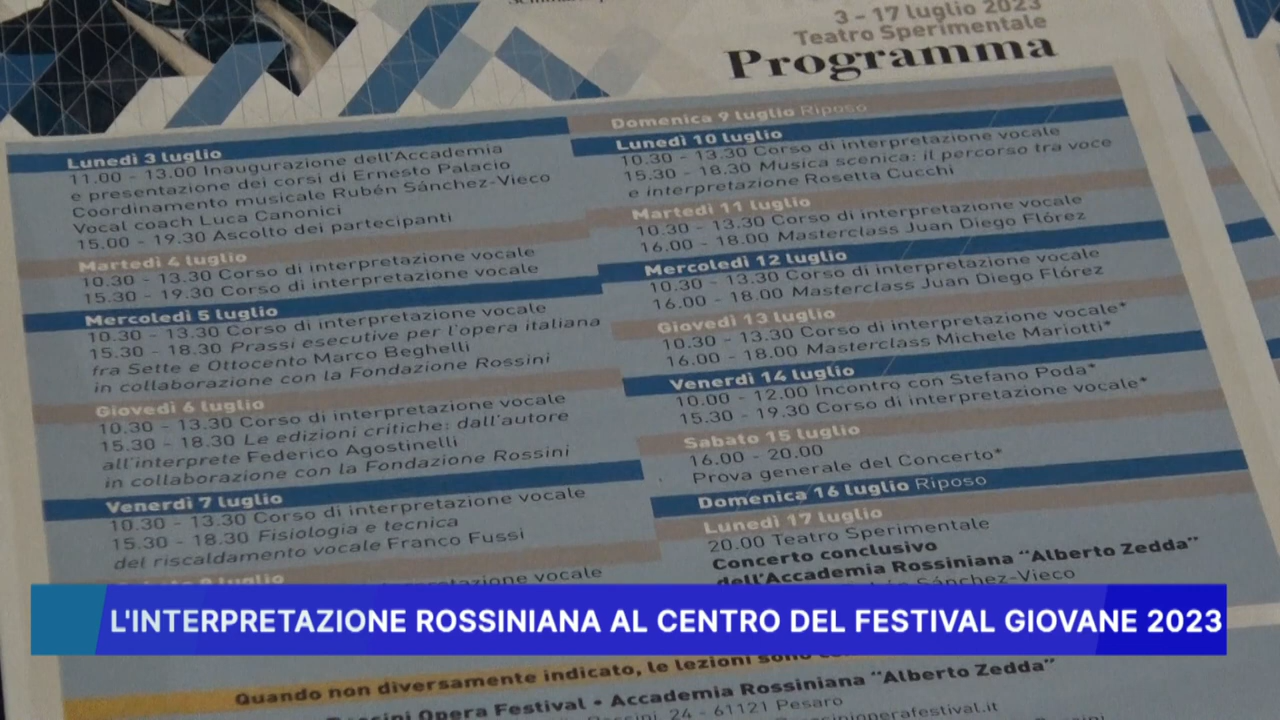 3 - 17 luglio 2023
Teatro Sperimentale
Programma
Lunedì 3 luglio
11.00 - 13.00 Inaugurazione dell'Accademia
e presentazione dei corsi di Ernesto Palacio
Coordinamento musicale Rubén Sánchez-Vieco
Vocal coach Luca Canonici
15.00 - 19.30 Ascolto dei partecipanti
Martedì 4 luglio
10.30 - 13.30 Corso di interpretazione vocale
15.30 - 19.30 Corso di interpretazione vocale
Mercoledì 5 luglio
10.30 - 13.30 Corso di interpretazione vocale
15.30 - 18.30 Prassi esecutive per l'opera italiana
fra Sette e Ottocento Marco Beghelli
in collaborazione con la Fondazione Rossini
Giovedì 6 luglio
10.30 - 13.30 Corso di interpretazione vocale
15.30 - 18.30 Le edizioni critiche: dall'autore
all'interprete Federico Agostinelli
in collaborazione con la Fondazione Rossini
Venerdì 7 luglio
10.30 - 13.30 Corso di interpretazione vocale
15.30 - 18.30 Fisiologia e tecnica
del riscaldamento vocale Franco Fussi
luglio
vocale
Domenica 9 luglio Riposo
Lunedì 10 luglio
10.30 - 13.30 Corso di interpretazione vocale
15.30 - 18.30 Musica scenica: il percorso tra voce
e interpretazione Rosetta Cucchi
Martedì 11 luglio
10.30 - 13.30 Corso di interpretazione vocale
16.00 - 18.00 Masterclass Juan Diego Flórez
Mercoledì 12 luglio
10.30 - 13.30 Corso di interpretazione vocale
16.00 - 18.00 Masterclass Juan Diego Flórez
Giovedì 13 luglio
10.30 - 13.30 Corso di interpretazione vocale*
16.00 - 18.00 Masterclass Michele Mariotti*
Venerdì 14 luglio
10.00 - 12.00 Incontro con Stefano Poda*
15.30 - 19.30 Corso di interpretazione vocale*
Sabato 15 luglio
16.00 - 20.00
Prova generale del Concerto*
Domenica 16 luglio Riposo
Lunedì 17 luglio
20.00 Teatro Sperimentale
Concerto conclusivo
dell'Accademia Rossiniana "Alberto Zedda"
Sánchez-Vieco
L'INTERPRETAZIONE ROSSINIANA AL CENTRO DEL FESTIVAL GIOVANE 2023
Quando non diversamente indicato, le lezioni sono
Rossini Opera Festival • Accademia Rossiniana "Alberto Zedda"
Rossini, 24 - 61121 Pesaro